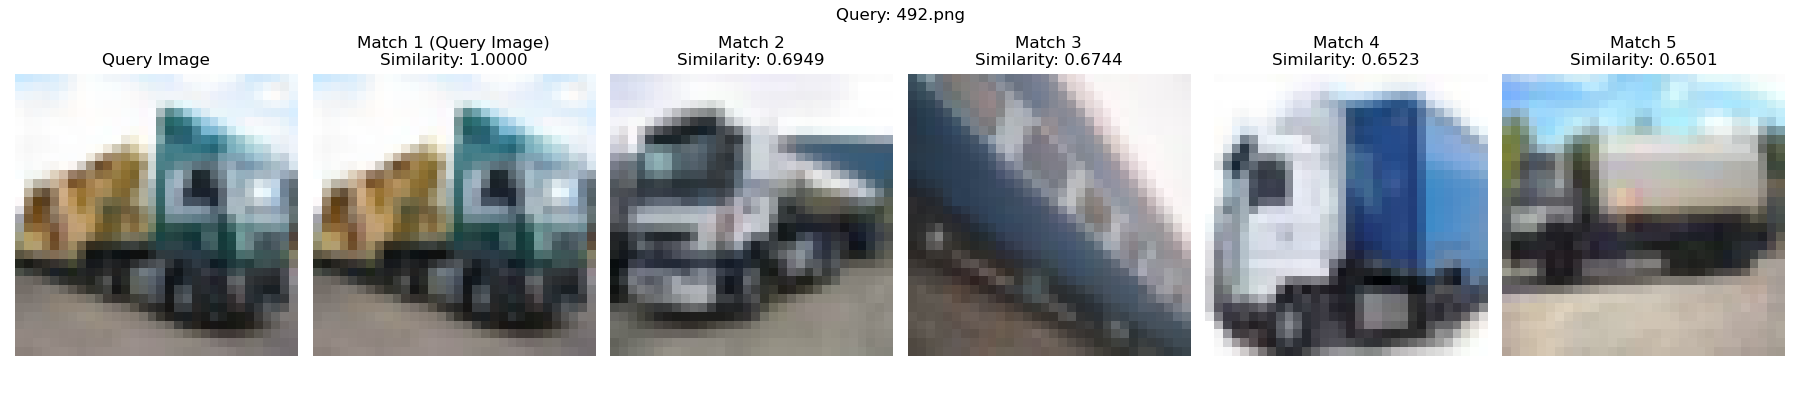 Query: 492.png
Query Image
Match 1 (Query Image)
Similarity: 1.0000
Match 2
Similarity: 0.6949
Match 3
Similarity: 0.6744
Match 4
Similarity: 0.6523
Match 5
Similarity: 0.6501